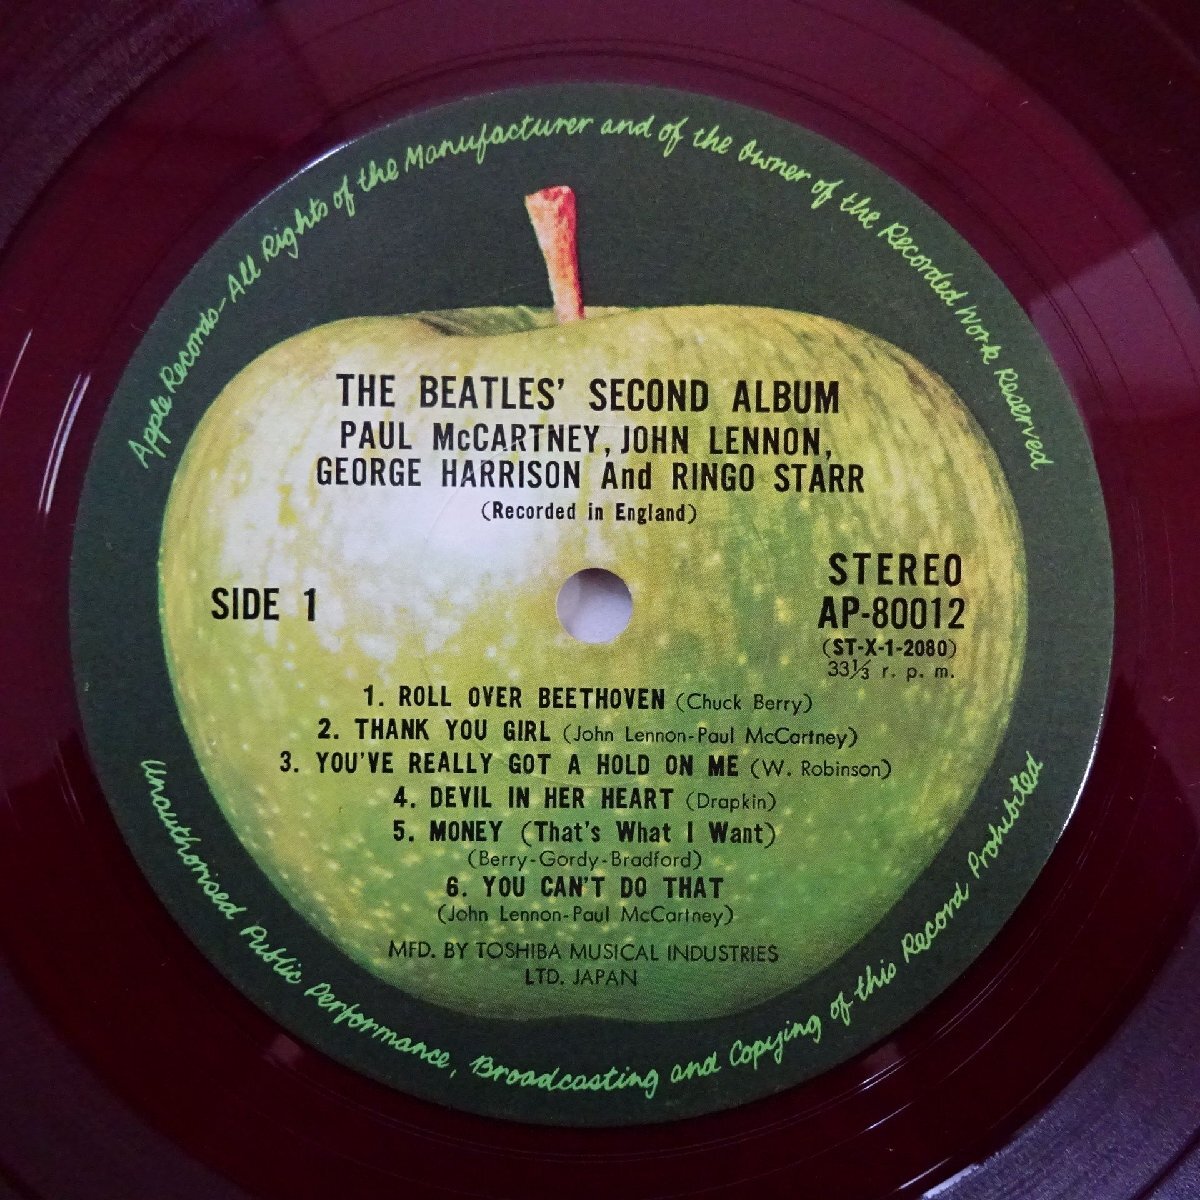 Apple Records-All Rights of the Manufacturer and of the Owner of the Recorded Work Reserved
THE BEATLES' SECOND ALBUM
PAUL McCARTNEY, JOHN LENNON,
GEORGE HARRISON And RINGO STARR
(Recorded in England)
SIDE 1
STEREO
AP-80012
(ST-X-1-2080)
33⅓ r. p. m.
1. ROLL OVER BEETHOVEN (Chuck Berry)
2. THANK YOU GIRL (John Lennon-Paul McCartney)
3. YOU'VE REALLY GOT A HOLD ON ME (W. Robinson)
4. DEVIL IN HER HEART (Drapkin)
5. MONEY (That's What I Want)
(Berry-Gordy-Bradford)
6. YOU CAN'T DO THAT
(John Lennon-Paul McCartney)
MFD. BY TOSHIBA MUSICAL INDUSTRIES
LTD. JAPAN
Unauthorised Public Performance, Broadcasting and Copying of this Record Prohibited